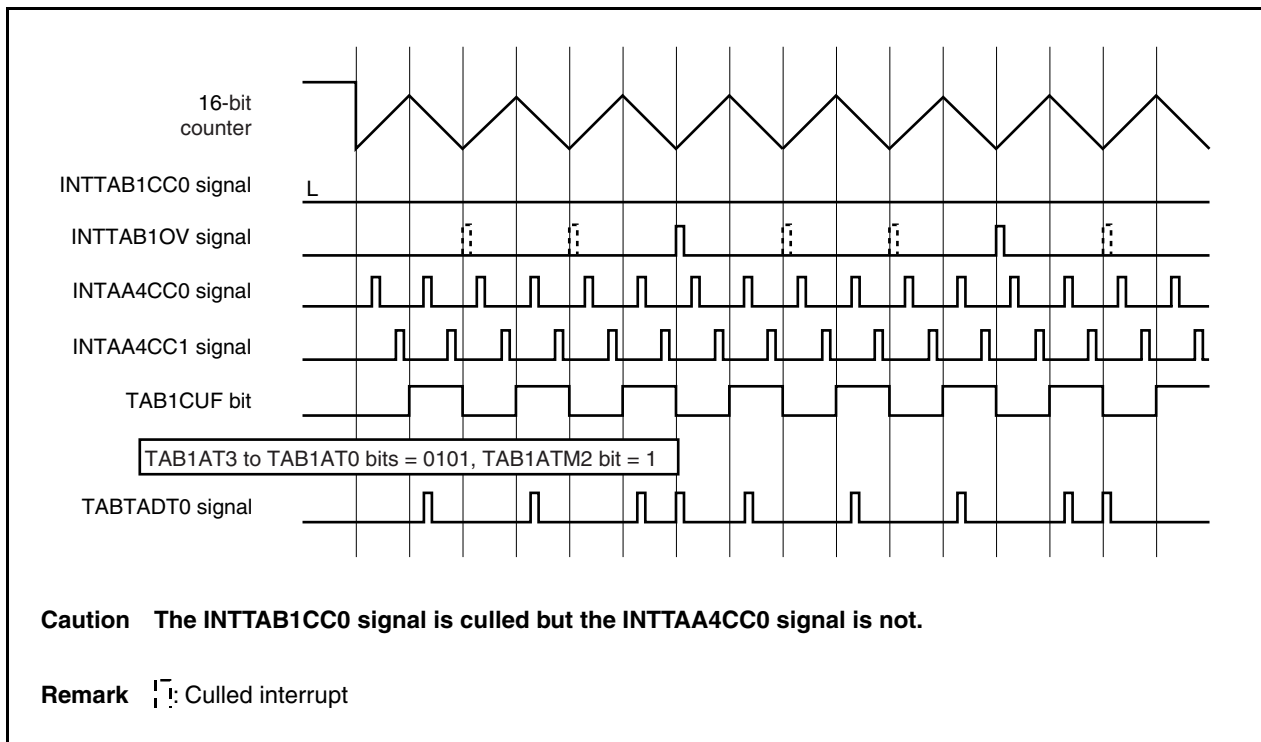 16-bit
counter
INTTAB1CC0 signal
L
INTTAB1OV signal
INTAA4CC0 signal
INTAA4CC1 signal
TAB1CUF bit
TAB1AT3 to TAB1AT0 bits = 0101, TAB1ATM2 bit = 1
TABTADT0 signal
Caution The INTTAB1CC0 signal is culled but the INTTAA4CC0 signal is not.
Remark : Culled interrupt